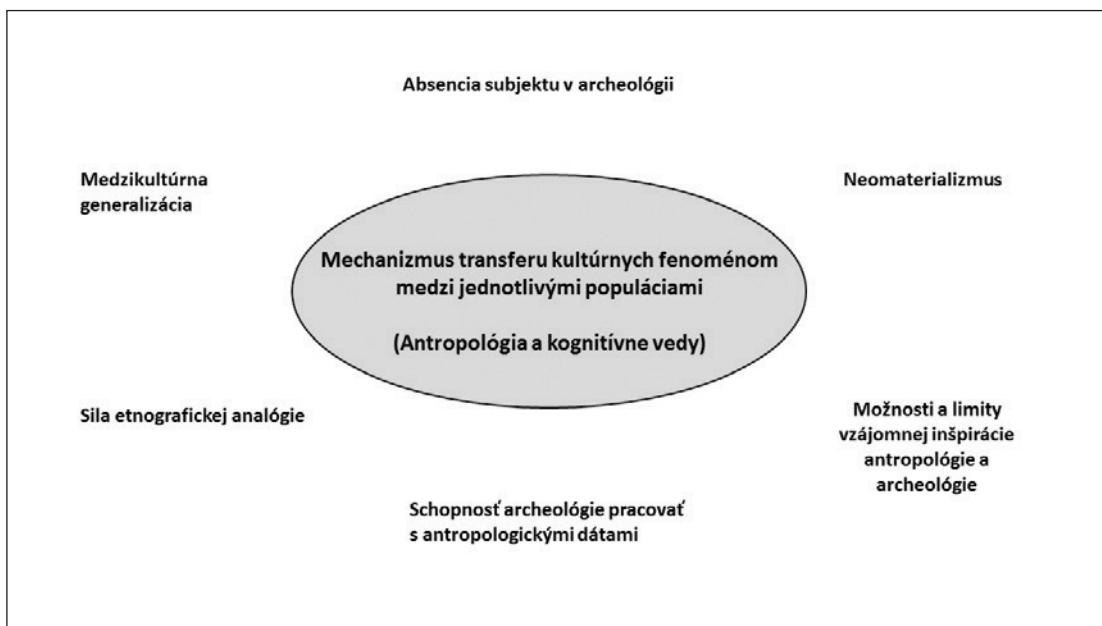 Absencia subjektu v archeológii
Medzikultúrna
generalizácia
Neomaterializmus
Mechanizmus transferu kultúrnych fenoménom
medzi jednotlivými populáciami
(Antropológia a kognitívne vedy)
Sila etnografickej analógie
Možnosti a limity
vzájomnej inšpirácie
antropológie a
archeológie
Schopnosť archeológie pracovať
s antropologickými dátami